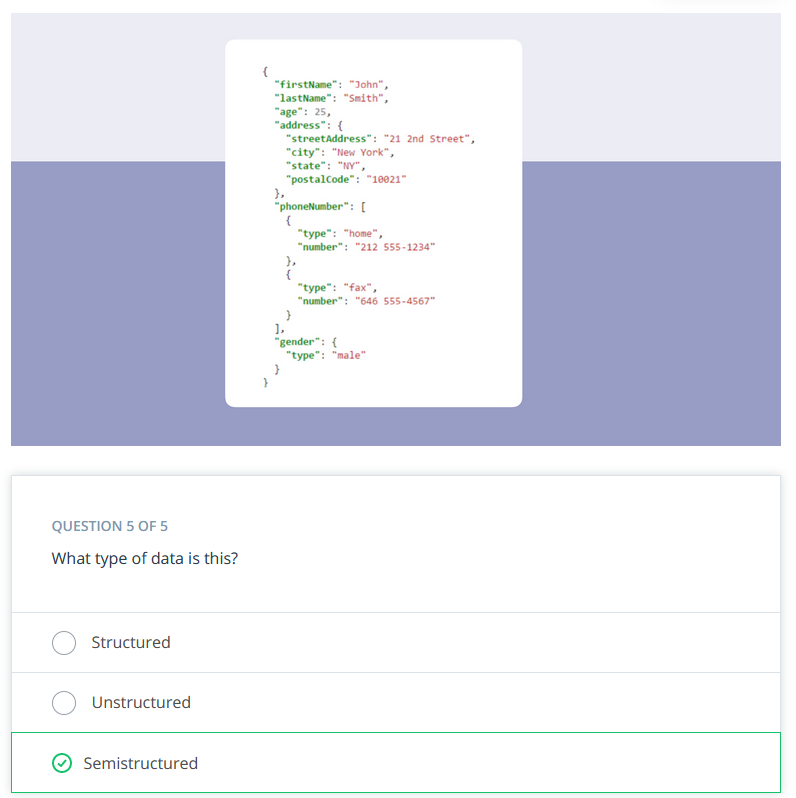 {
"firstName": "John",
"lastName": "Smith",
"age": 25,
"address": {
"streetAddress": "21 2nd Street",
"city": "New York",
"state": "NY",
"postalCode": "10021"
},
"phoneNumber": [
{
"type": "home",
"number": "212 555-1234"
},
{
"type": "fax",
"number": "646 555-4567"
}
],
"gender": {
"type": "male"
}
}
QUESTION 5 OF 5
What type of data is this?
Structured
Unstructured
Semistructured